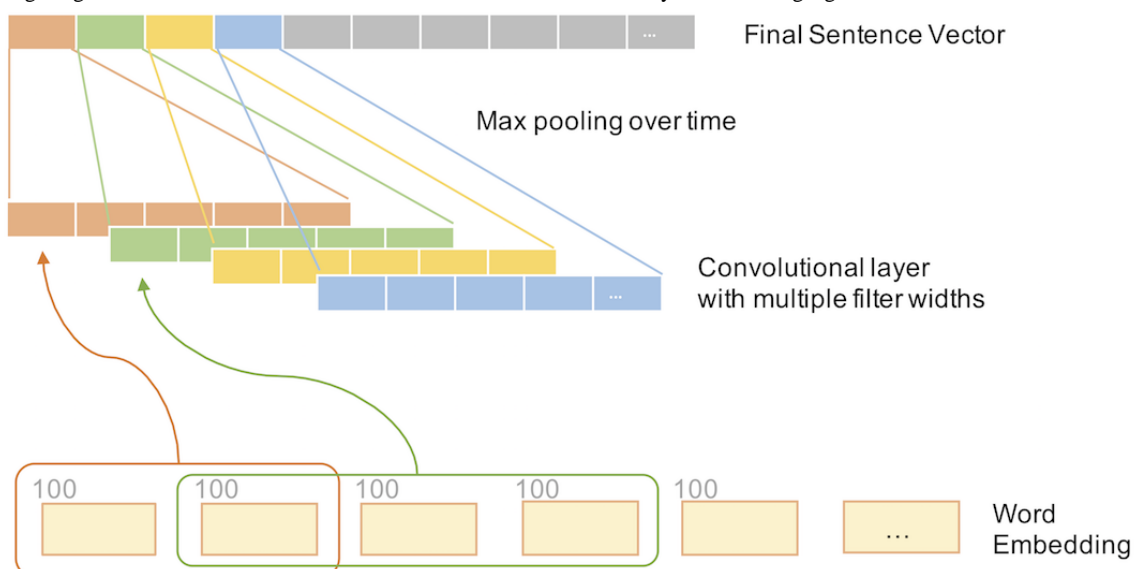 ...
Final Sentence Vector
Max pooling over time
Convolutional layer
with multiple filter widths
...
100 100 100 100 100
Word
Embedding
...